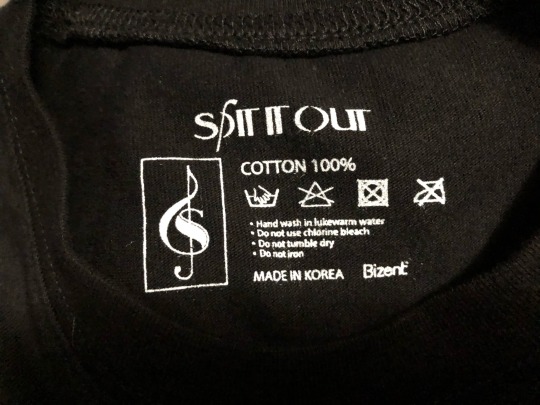 SPIT IT OUT
COTTON 100%
• Hand wash in lukewarm water
• Do not use chlorine bleach
• Do not tumble dry
• Do not iron
MADE IN KOREA Bizent